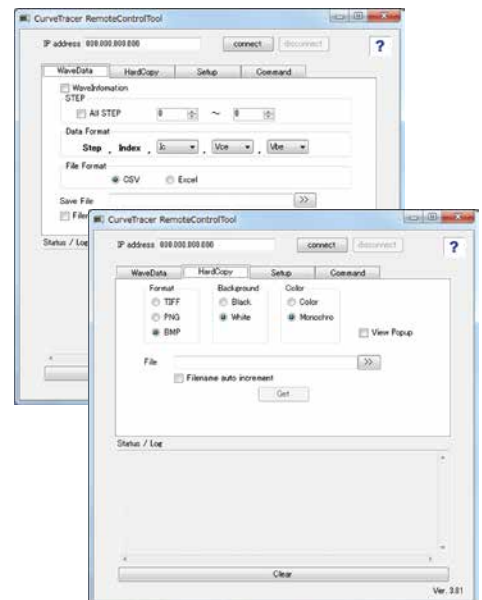 CurveTracer RemoteControlTool
IP address 000.000.000.000 connect disconnect ?
WaveData HardCopy Setup Command
WaveInfomation
STEP
All STEP 0 ~ 0
Data Format
Step , Index , Ic , Vce , Vbe
File Format
CSV Excel
Save File >>
Status / Log
CurveTracer RemoteControlTool
IP address 000.000.000.000 connect disconnect ?
WaveData HardCopy Setup Command
Format Background Color
TIFF Black Color
PNG White Monochro
BMP View Popup
File >>
Filename auto increment
Get
Status / Log
Clear
Ver. 3.01